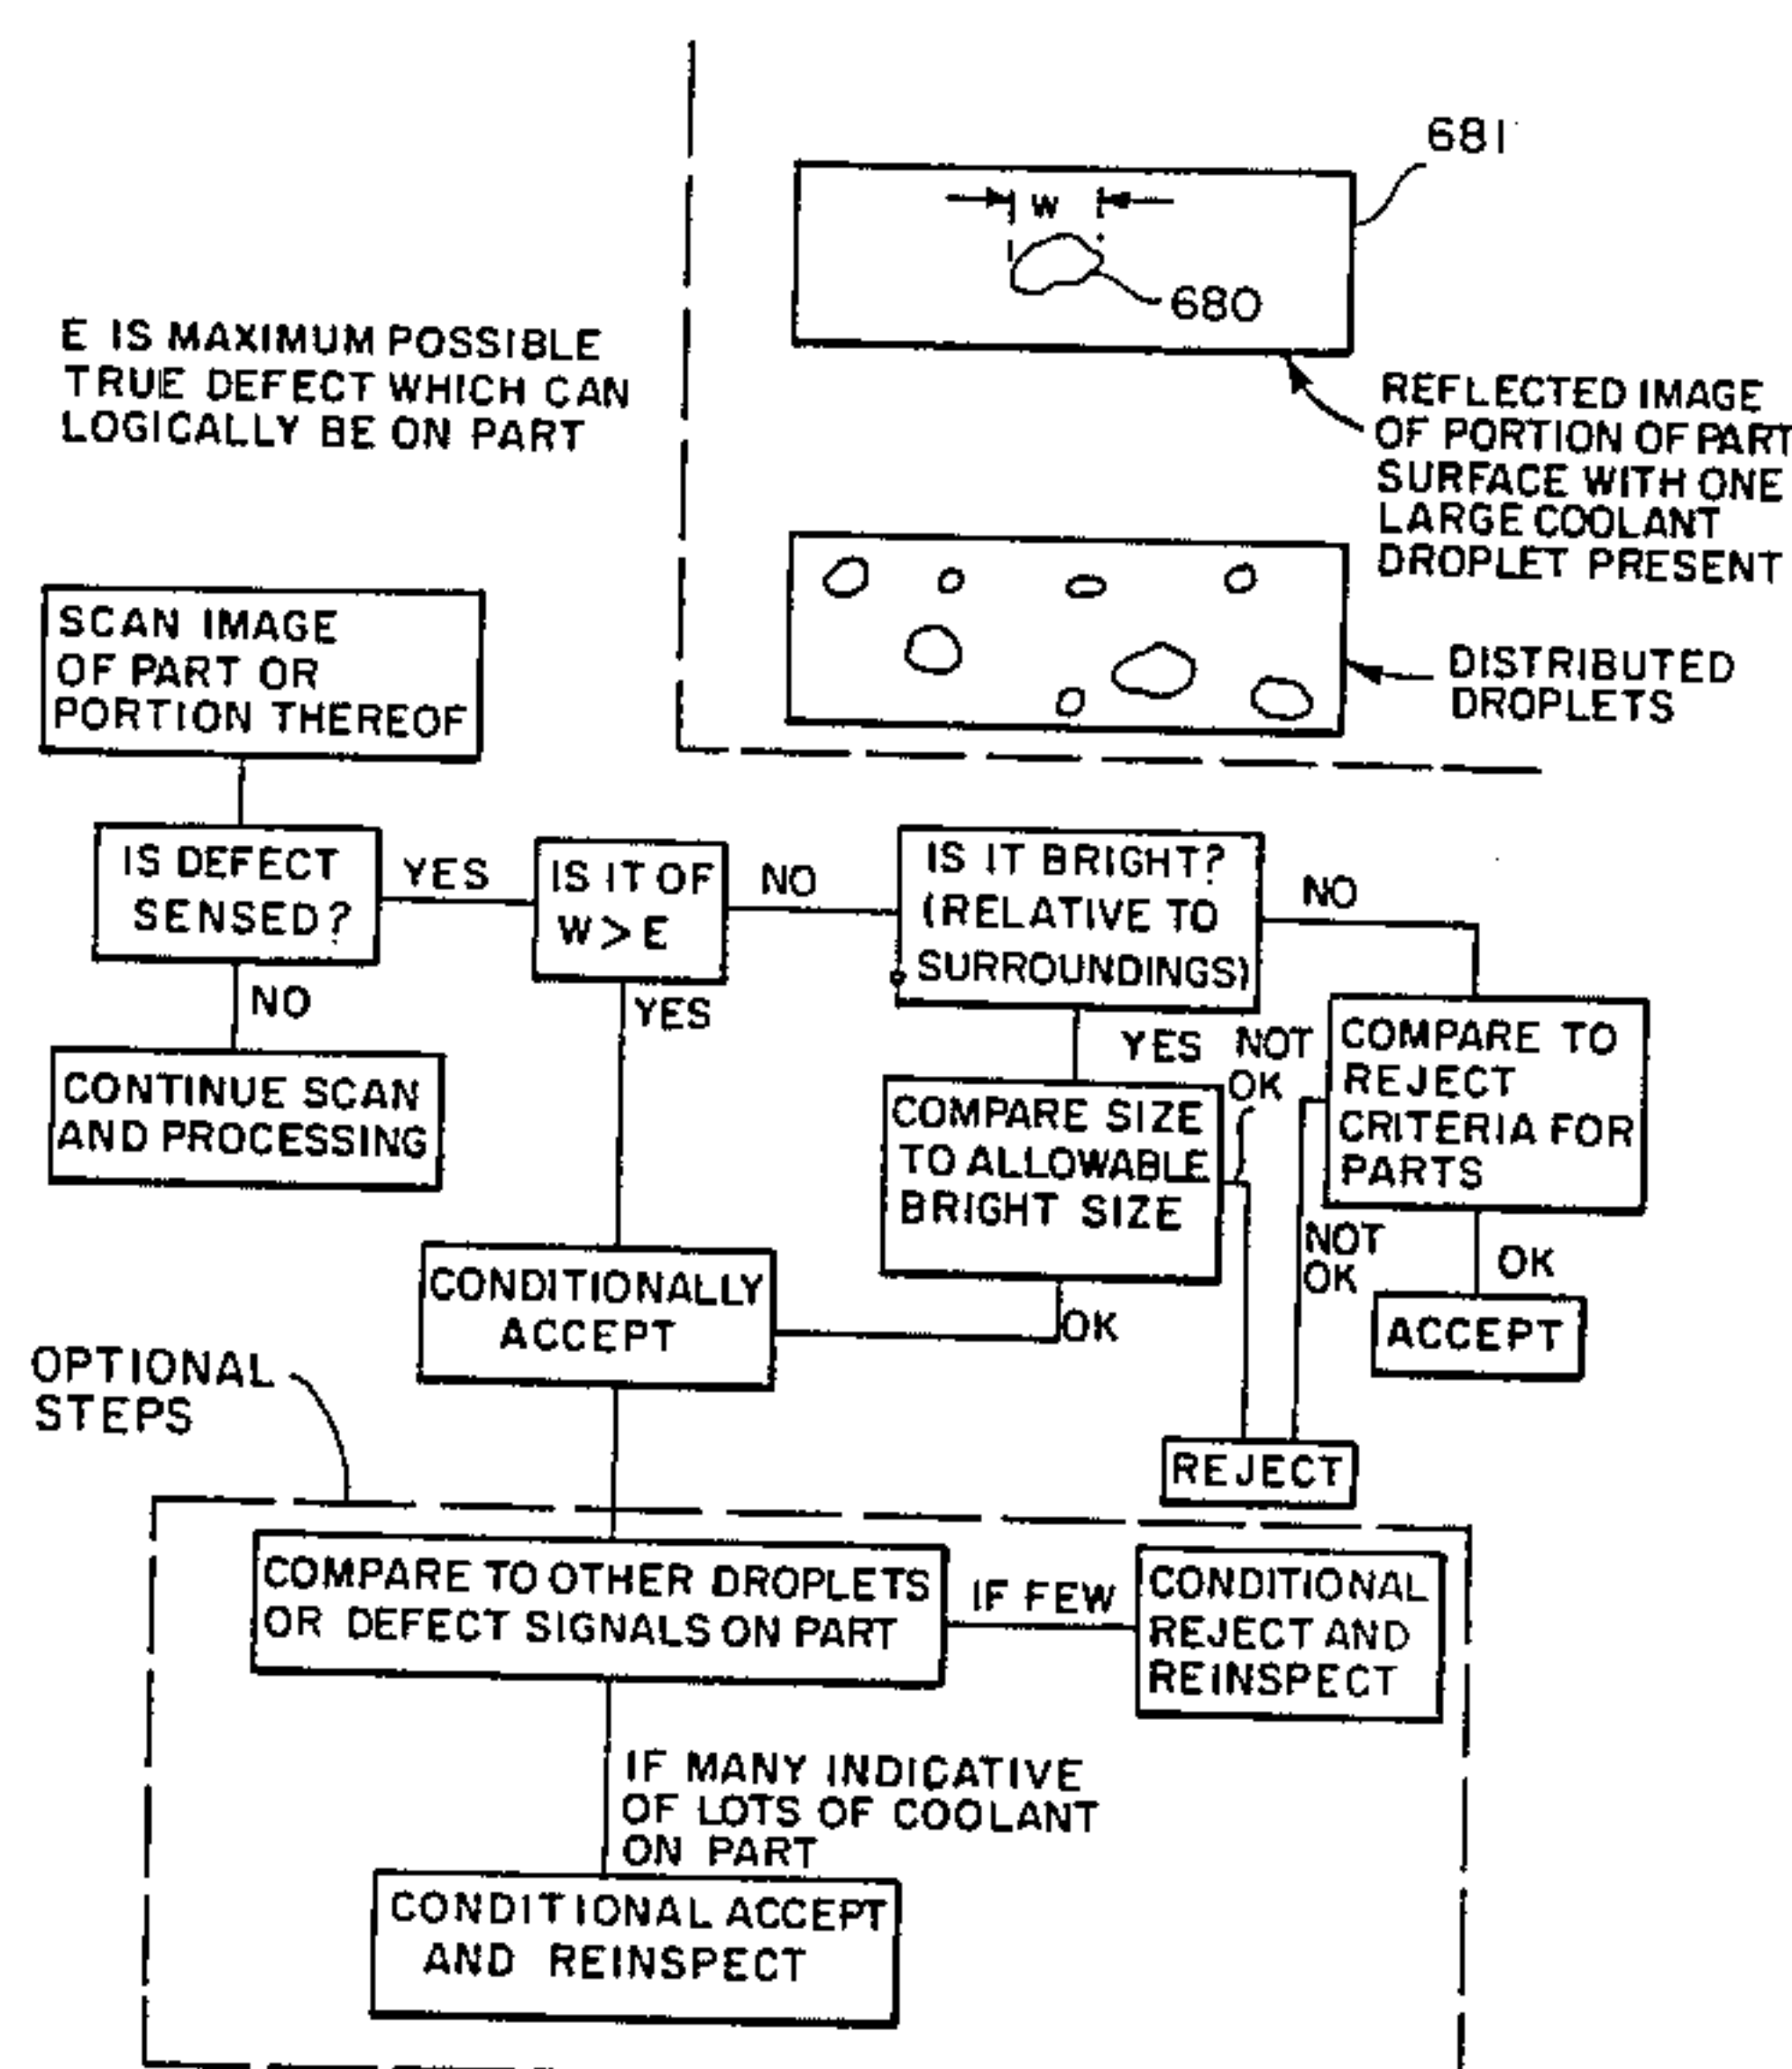 681
W
680
E IS MAXIMUM POSSIBLE
TRUE DEFECT WHICH CAN
LOGICALLY BE ON PART
REFLECTED IMAGE
OF PORTION OF PART
SURFACE WITH ONE
LARGE COOLANT
DROPLET PRESENT
DISTRIBUTED
DROPLETS
SCAN IMAGE
OF PART OR
PORTION THEREOF
IS DEFECT
SENSED?
YES
IS IT OF
W > E
NO
IS IT BRIGHT?
(RELATIVE TO
SURROUNDINGS)
NO
NO
YES
YES
NOT
OK
CONTINUE SCAN
AND PROCESSING
COMPARE SIZE
TO ALLOWABLE
BRIGHT SIZE
COMPARE TO
REJECT
CRITERIA FOR
PARTS
NOT
OK
OK
CONDITIONALLY
ACCEPT
OK
ACCEPT
OPTIONAL
STEPS
REJECT
COMPARE TO OTHER DROPLETS
OR DEFECT SIGNALS ON PART
IF FEW
CONDITIONAL
REJECT AND
REINSPECT
IF MANY INDICATIVE
OF LOTS OF COOLANT
ON PART
CONDITIONAL ACCEPT
AND REINSPECT